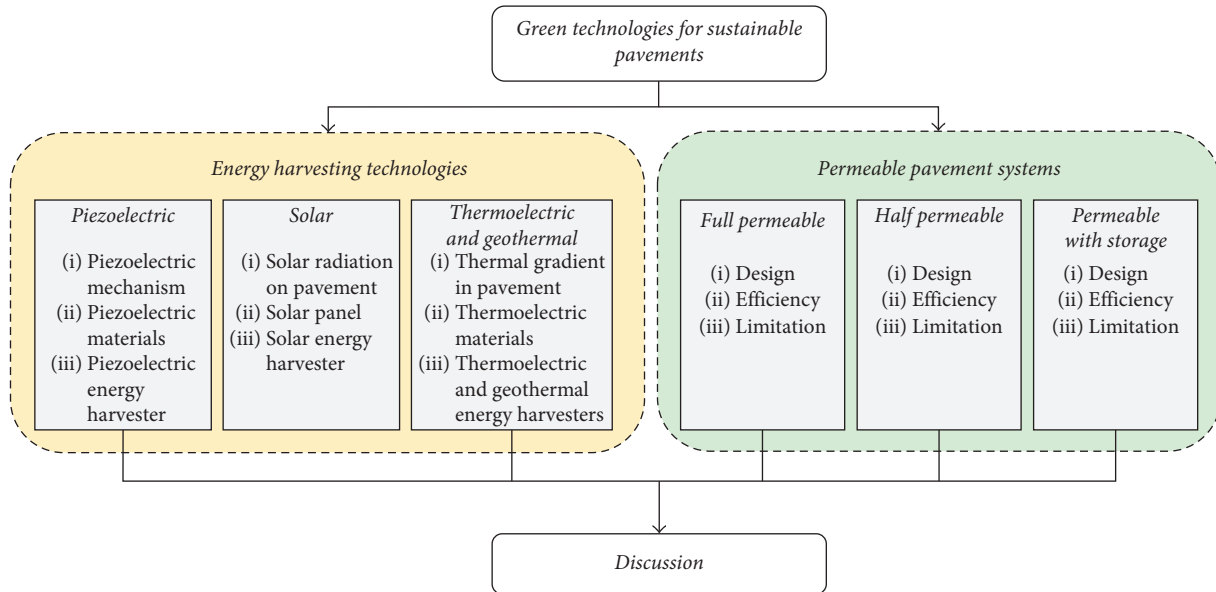 Green technologies for sustainable
pavements
Energy harvesting technologies
Piezoelectric
(i) Piezoelectric
mechanism
(ii) Piezoelectric
materials
(iii) Piezoelectric
energy
harvester
Solar
(i) Solar radiation
on pavement
(ii) Solar panel
(iii) Solar energy
harvester
Thermoelectric
and geothermal
(i) Thermal gradient
in pavement
(ii) Thermoelectric
materials
(iii) Thermoelectric
and geothermal
energy harvesters
Permeable pavement systems
Full permeable
(i) Design
(ii) Efficiency
(iii) Limitation
Half permeable
(i) Design
(ii) Efficiency
(iii) Limitation
Permeable
with storage
(i) Design
(ii) Efficiency
(iii) Limitation
Discussion